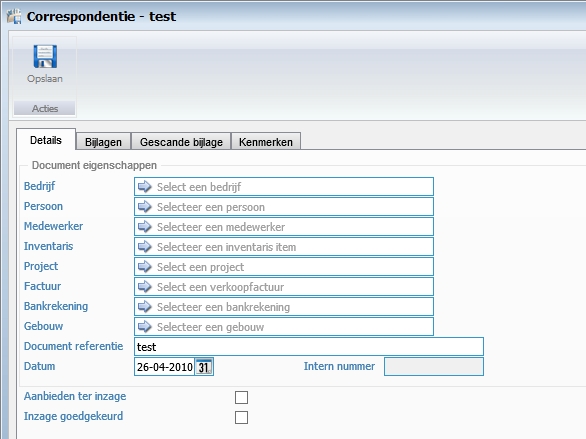 Correspondentie - test
Opslaan
Acties
Details Bijlagen Gescande bijlage Kenmerken
Document eigenschappen
Bedrijf Select een bedrijf
Persoon Selecteer een persoon
Medewerker Selecteer een medewerker
Inventaris Selecteer een inventaris item
Project Select een project
Factuur Select een verkoopfactuur
Bankrekening Selecteer een bankrekening
Gebouw Selecteer een gebouw
Document referentie test
Datum 26-04-2010 31 Intern nummer
Aanbieden ter inzage
Inzage goedgekeurd